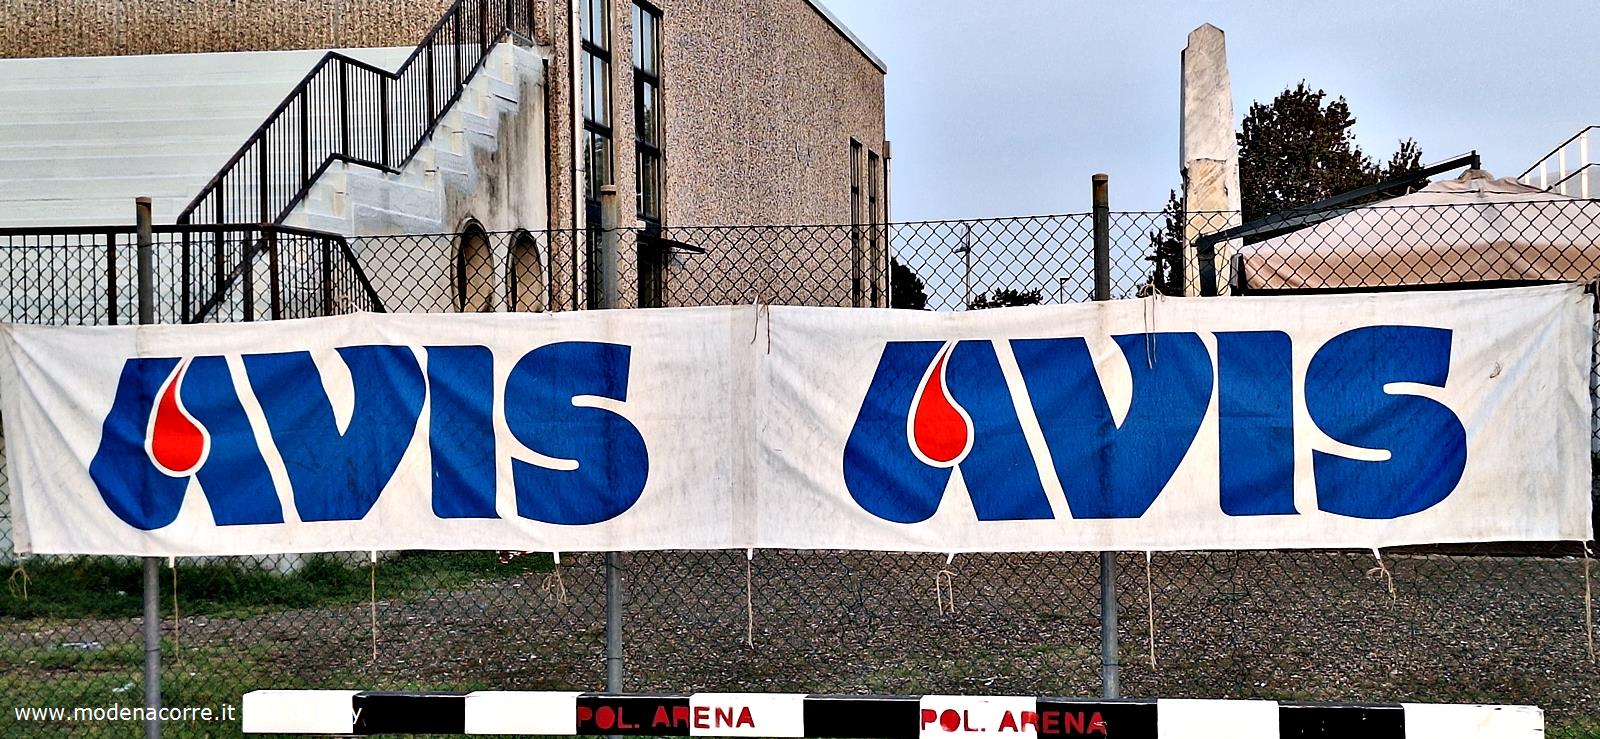 AVIS AVIS
POL. ARENA POL. ARENA
www.modenacorre.it